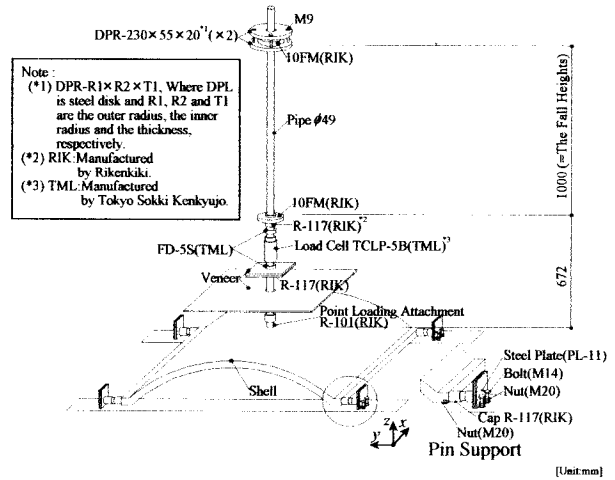 M9
DPR-230×55×20*1(×2)
10FM(RIK)
Note :
(*1) DPR-R1×R2×T1, Where DPL
is steel disk and R1, R2 and T1
are the outer radius, the inner
radius and the thickness,
respectively.
(*2) RIK:Manufactured
by Rikenkiki.
(*3) TML:Manufactured
by Tokyo Sokki Kenkyujo.
Pipe ϕ49
1000 (=The Fall Heights)
10FM(RIK)
R-117(RIK)*2
FD-5S(TML)
Load Cell TCLP-5B(TML)*3
Veneer
R-117(RIK)
672
Point Loading Attachment
R-101(RIK)
Shell
Steel Plate(PL-11)
Bolt(M14)
Nut(M20)
Cap R-117(RIK)
Nut(M20)
z
x
y
Pin Support
[Unit:mm]